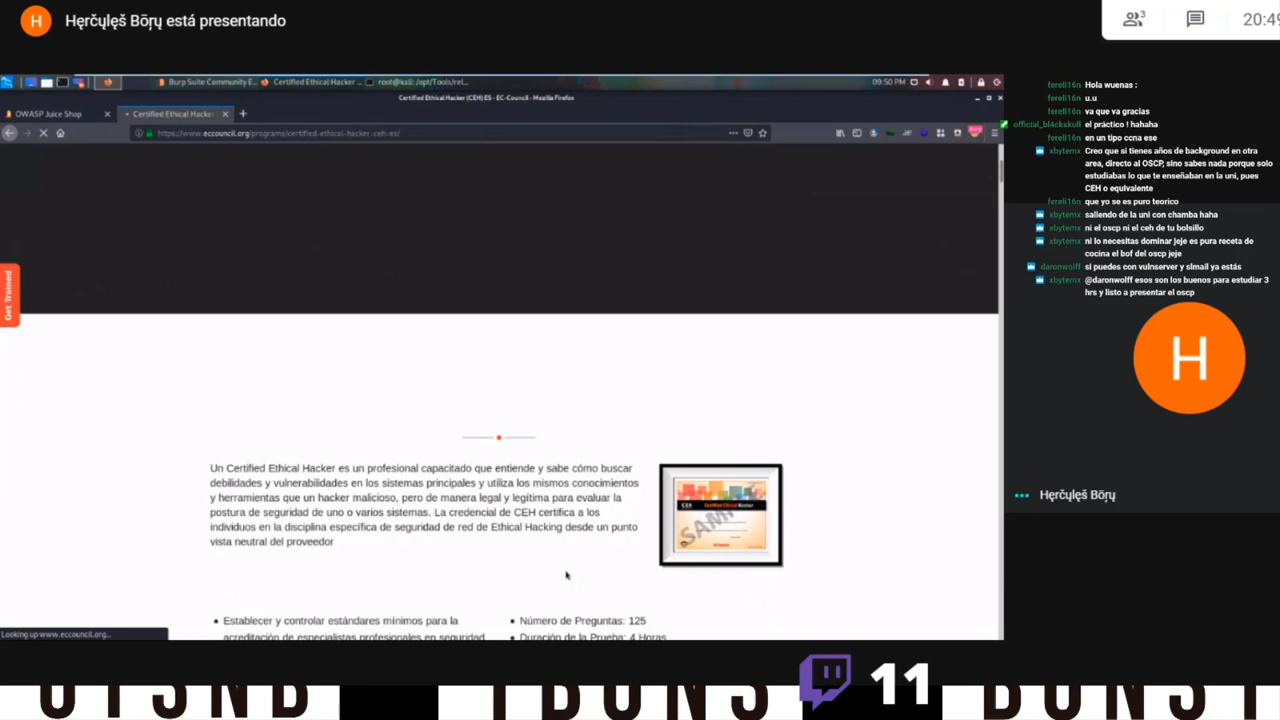 H
Hęrčųlęš Bōŗų está presentando
3
20:49
Burp Suite Community E...
Certified Ethical Hacker ...
root@kali: /opt/Tools/rel...
09:50 PM
Certified Ethical Hacker (CEH) ES - EC-Council - Mozilla Firefox
OWASP Juice Shop
Certified Ethical Hacker
https://www.eccouncil.org/programs/certified-ethical-hacker-ceh-es/
Get Trained
Un Certified Ethical Hacker es un profesional capacitado que entiende y sabe cómo buscar
debilidades y vulnerabilidades en los sistemas principales y utiliza los mismos conocimientos
y herramientas que un hacker malicioso, pero de manera legal y legítima para evaluar la
postura de seguridad de uno o varios sistemas. La credencial de CEH certifica a los
individuos en la disciplina específica de seguridad de red de Ethical Hacking desde un punto
vista neutral del proveedor
CEH Certified Ethical Hacker
SAMPLE
Establecer y controlar estándares mínimos para la
acreditación de especialistas profesionales en seguridad
Número de Preguntas: 125
Duración de la Prueba: 4 Horas
Looking up www.eccouncil.org...
fereli16n Hola wuenas :
fereli16n u.u
fereli16n va que va gracias
official_bl4ckskull el práctico ! hahaha
fereli16n en un tipo ccna ese
xbytemx Creo que si tienes años de background en otra
area, directo al OSCP, sino sabes nada porque solo
estudiabas lo que te enseñaban en la uni, pues
CEH o equivalente
fereli16n que yo se es puro teorico
xbytemx saliendo de la uni con chamba haha
xbytemx ni el oscp ni el ceh de tu bolsillo
xbytemx ni lo necesitas dominar jeje es pura receta de
cocina el bof del oscp jeje
daronwolff si puedes con vulnserver y slmail ya estás
xbytemx @daronwolff esos son los buenos para estudiar 3
hrs y listo a presentar el oscp
H
Hęrčųlęš Bōŗų
11